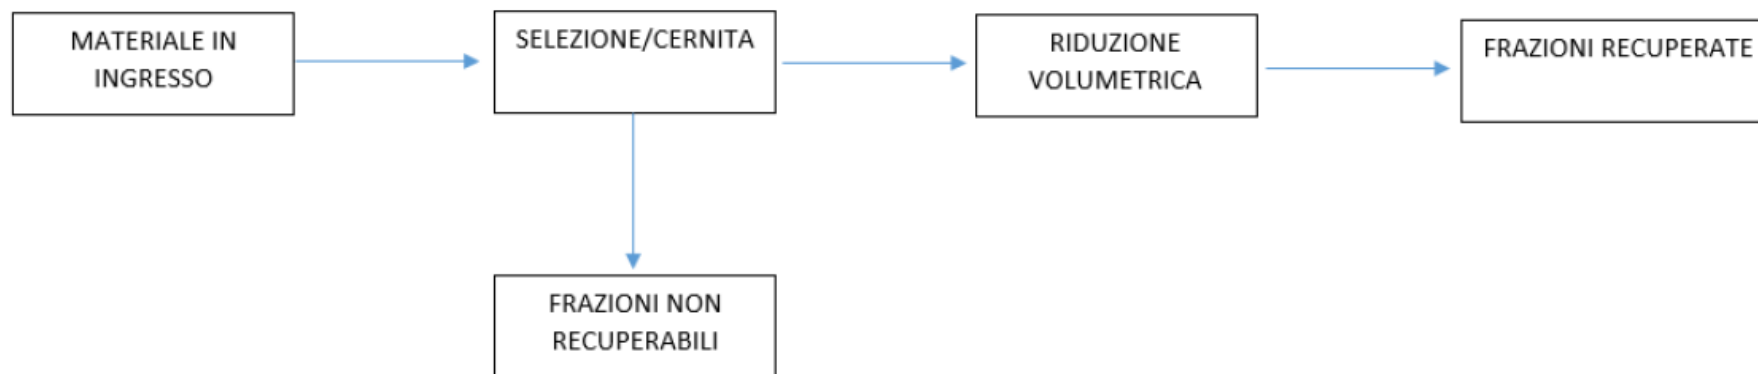 MATERIALE IN
INGRESSO
SELEZIONE/CERNITA
RIDUZIONE
VOLUMETRICA
FRAZIONI RECUPERATE
FRAZIONI NON
RECUPERABILI